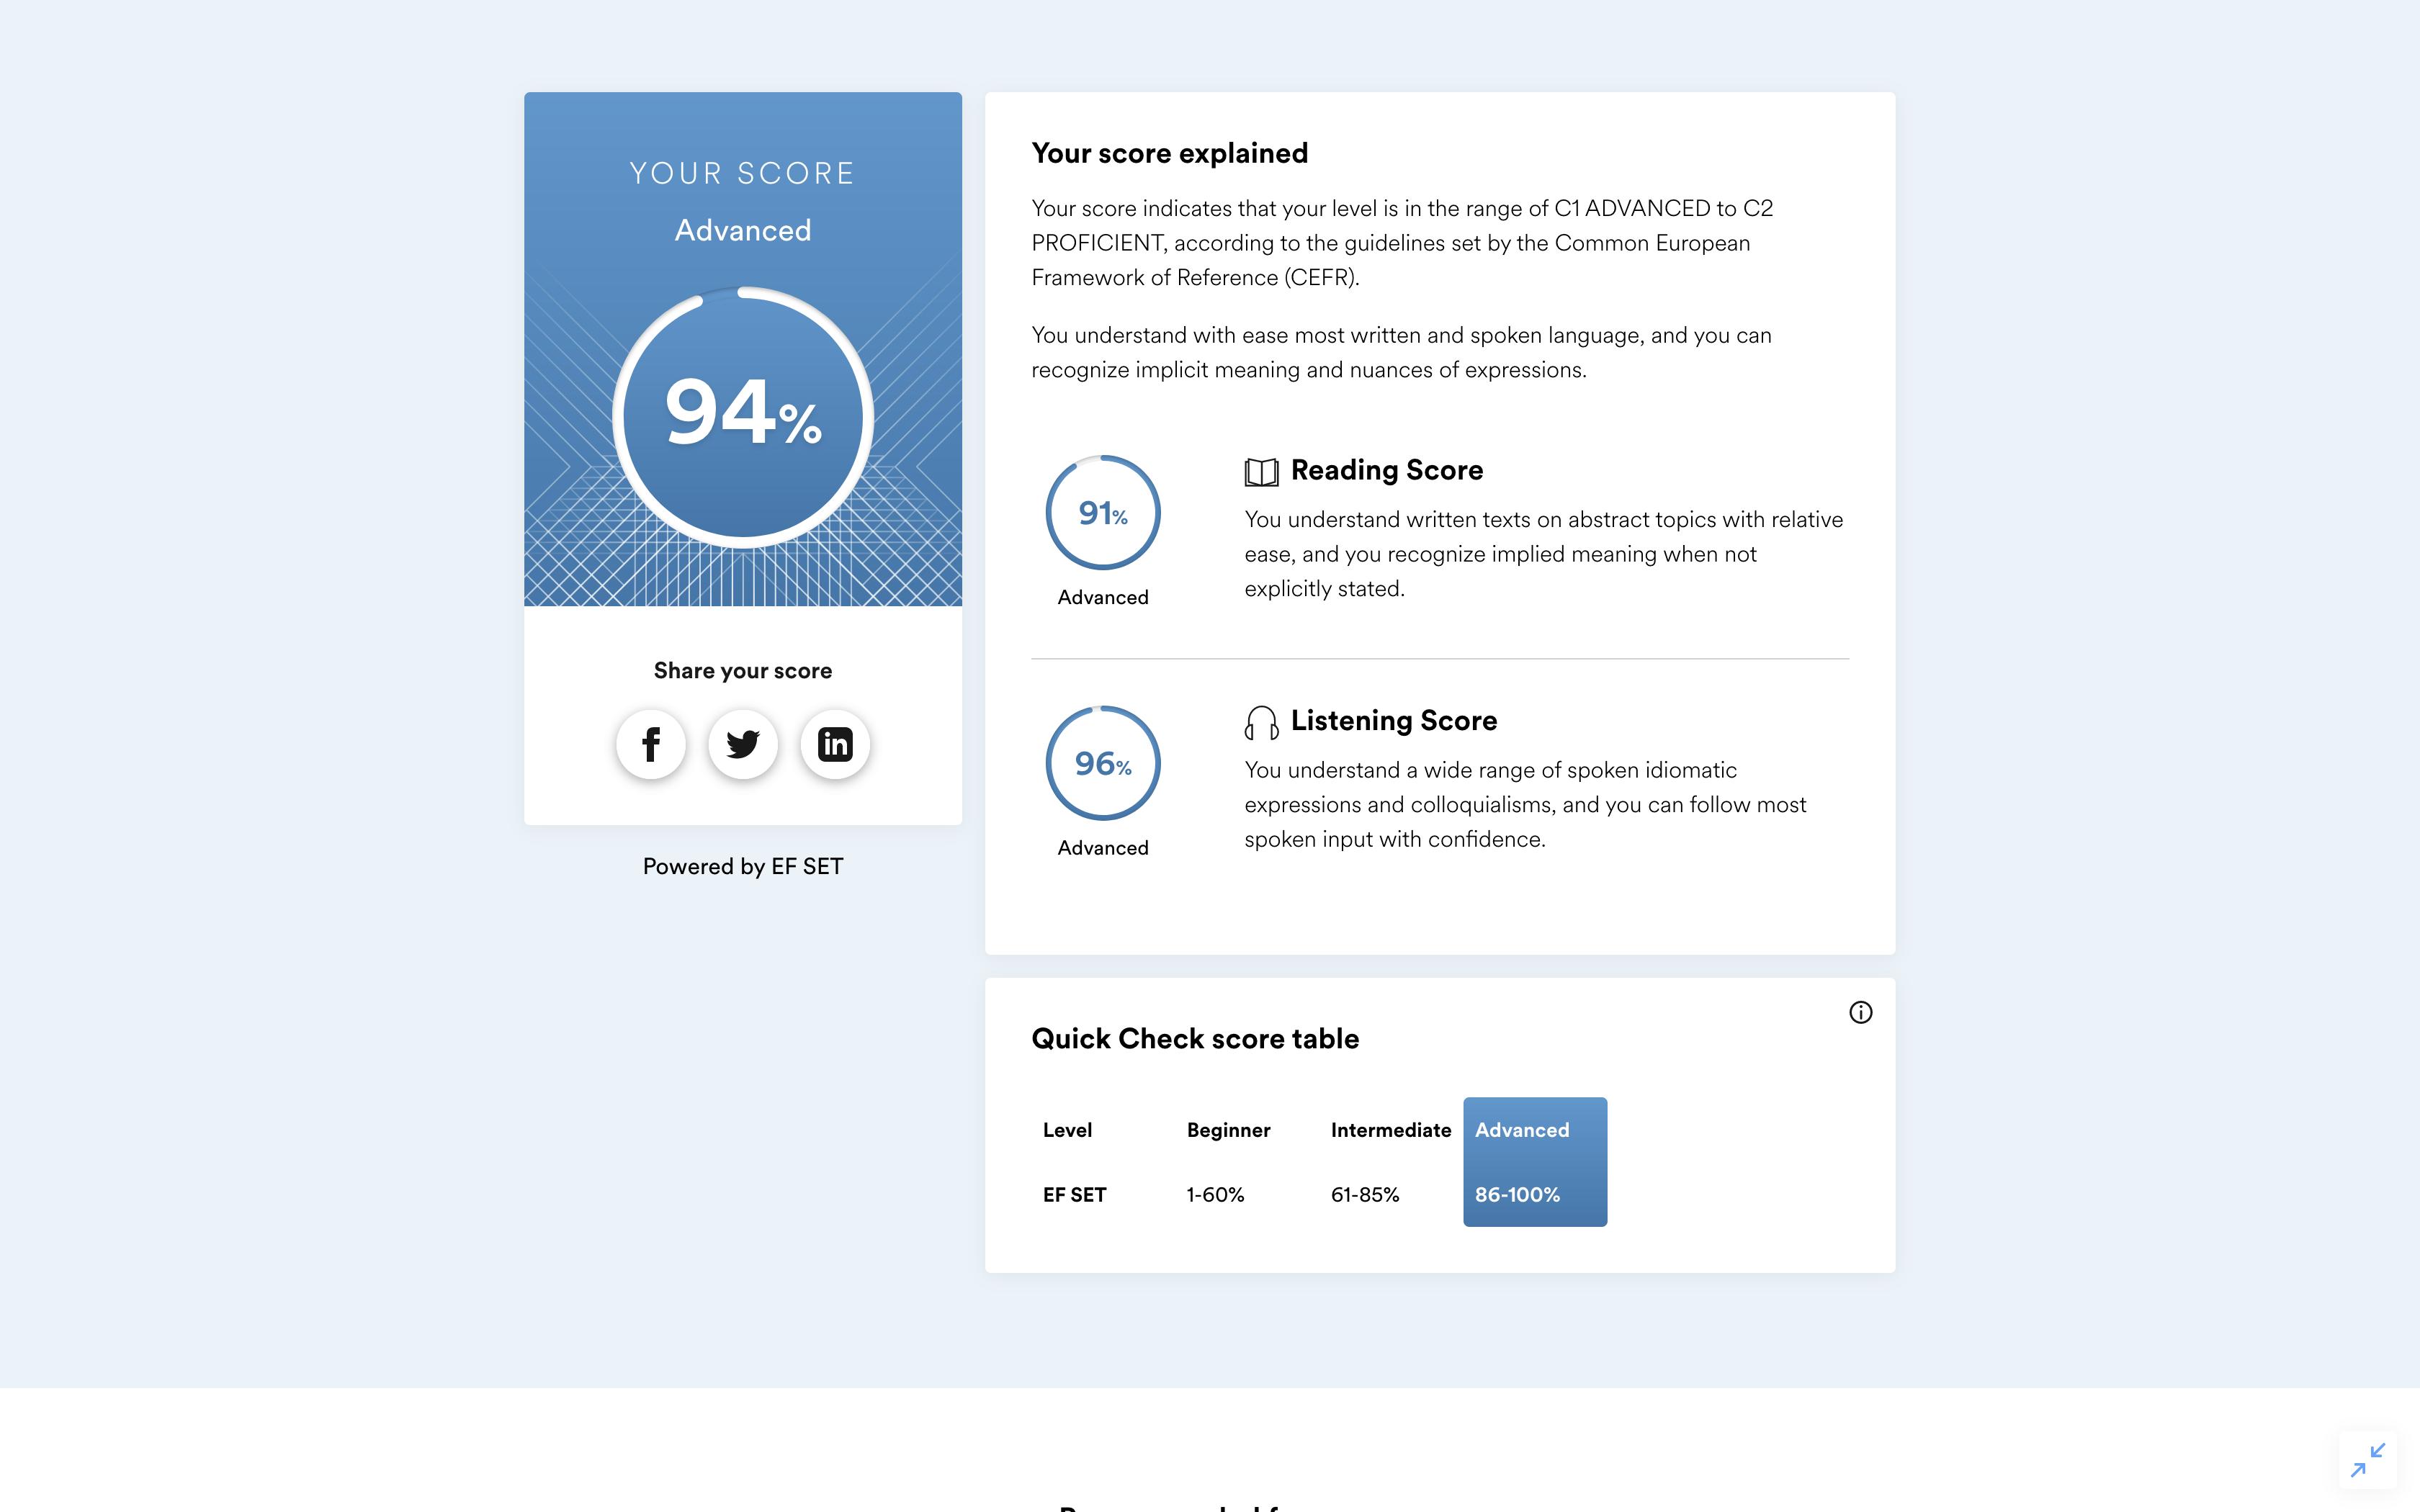 YOUR SCORE
Advanced
94%
Share your score
Powered by EF SET
Your score explained
Your score indicates that your level is in the range of C1 ADVANCED to C2
PROFICIENT, according to the guidelines set by the Common European
Framework of Reference (CEFR).
You understand with ease most written and spoken language, and you can
recognize implicit meaning and nuances of expressions.
91%
Advanced
Reading Score
You understand written texts on abstract topics with relative
ease, and you recognize implied meaning when not
explicitly stated.
96%
Advanced
Listening Score
You understand a wide range of spoken idiomatic
expressions and colloquialisms, and you can follow most
spoken input with confidence.
Quick Check score table
Level Beginner Intermediate Advanced
EF SET 1-60% 61-85% 86-100%